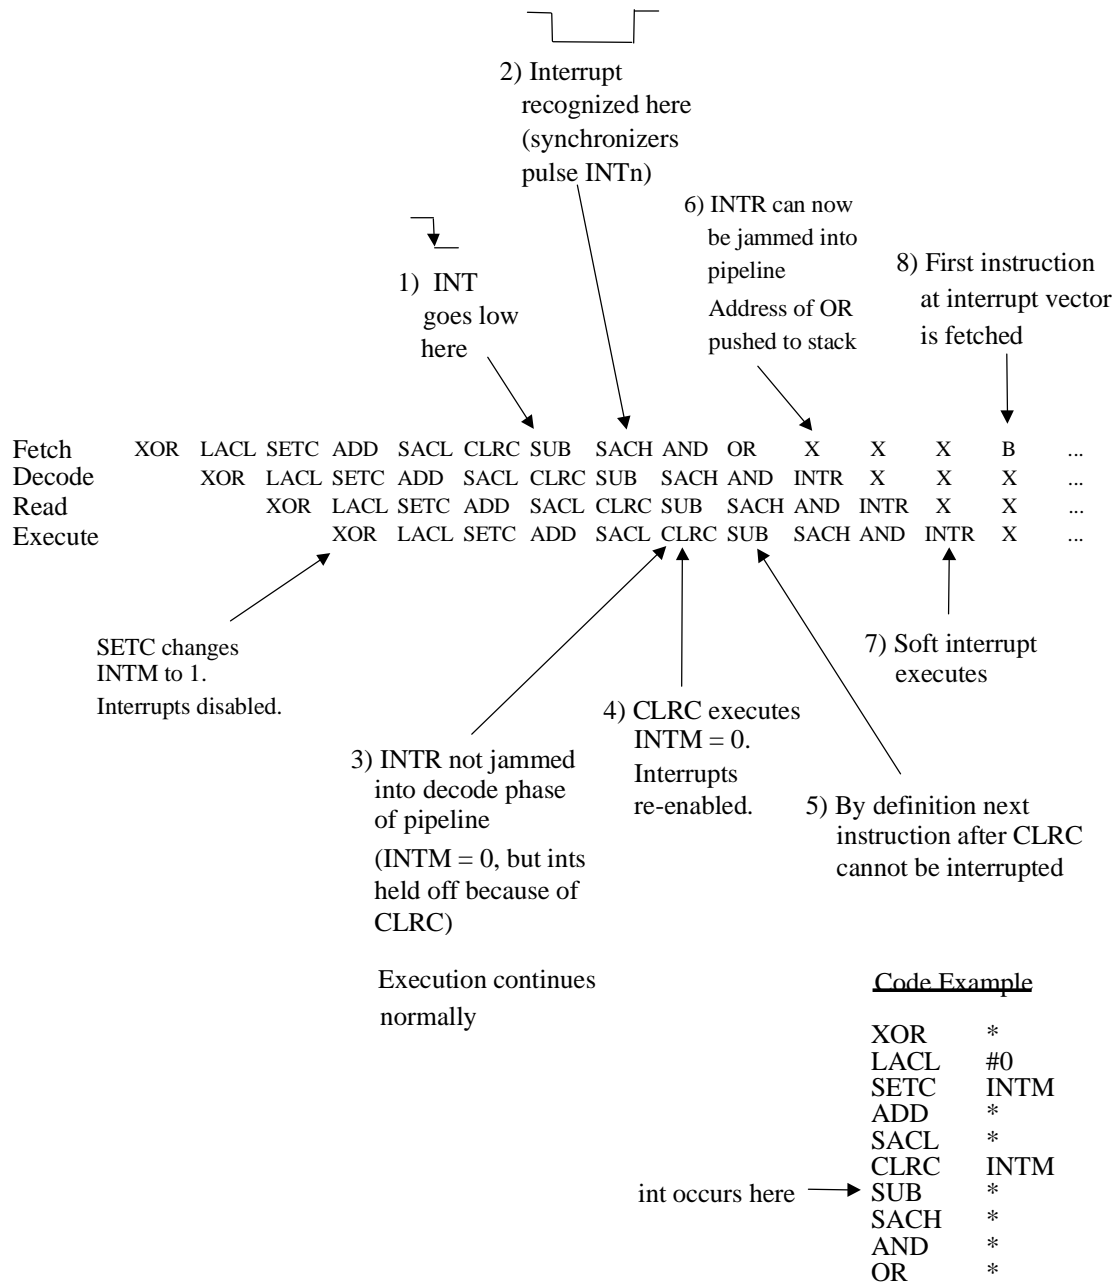 2) Interrupt
recognized here
(synchronizers
pulse INTn)
6) INTR can now
be jammed into
pipeline
Address of OR
pushed to stack
8) First instruction
at interrupt vector
is fetched
1) INT
goes low
here
Fetch XOR LACL SETC ADD SACL CLRC SUB SACH AND OR X X X B ...
Decode XOR LACL SETC ADD SACL CLRC SUB SACH AND INTR X X X ...
Read XOR LACL SETC ADD SACL CLRC SUB SACH AND INTR X X ...
Execute XOR LACL SETC ADD SACL CLRC SUB SACH AND INTR X ...
SETC changes
INTM to 1.
Interrupts disabled.
3) INTR not jammed
into decode phase
of pipeline
(INTM = 0, but ints
held off because of
CLRC)
Execution continues
normally
4) CLRC executes
INTM = 0.
Interrupts
re-enabled.
7) Soft interrupt
executes
5) By definition next
instruction after CLRC
cannot be interrupted
Code Example
XOR *
LACL #0
SETC INTM
ADD *
SACL *
CLRC INTM
int occurs here SUB *
SACH *
AND *
OR *